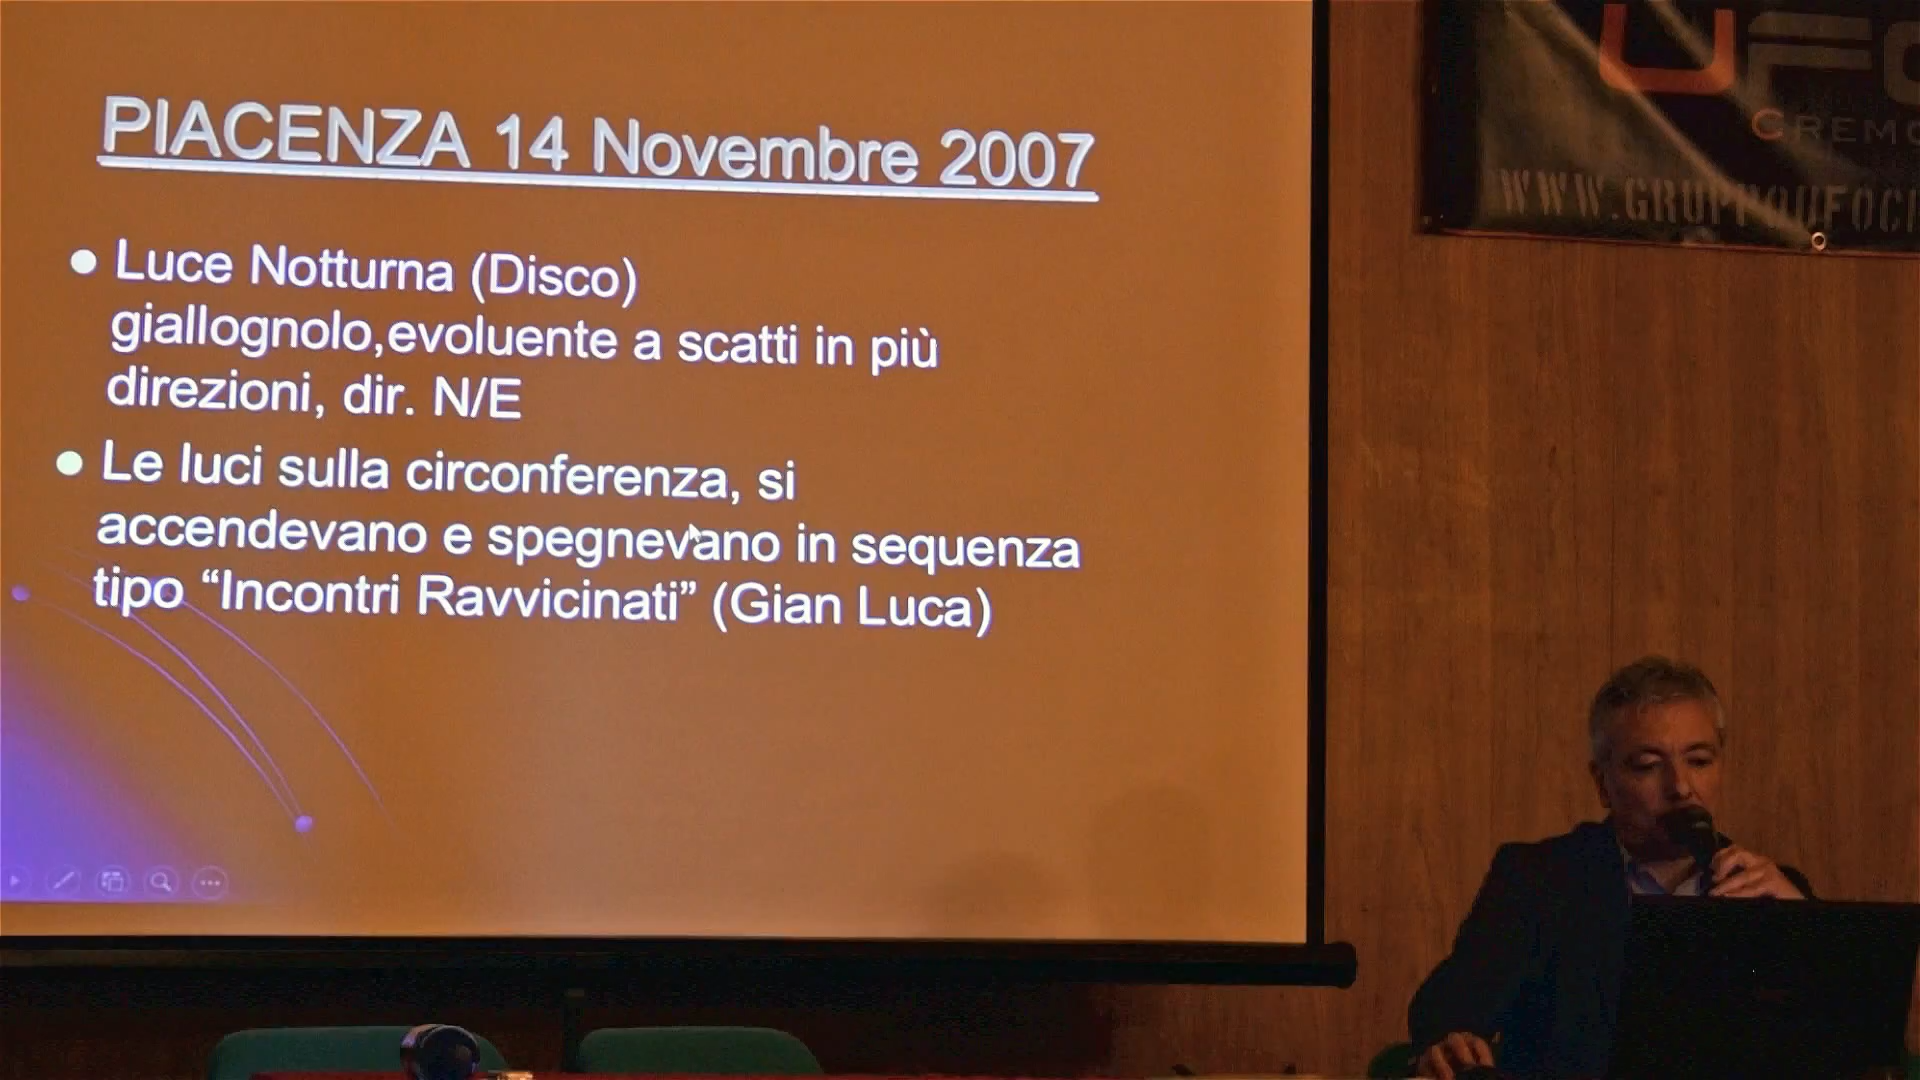 PIACENZA 14 Novembre 2007
● Luce Notturna (Disco)
giallognolo,evoluente a scatti in più
direzioni, dir. N/E
● Le luci sulla circonferenza, si
accendevano e spegnevano in sequenza
tipo “Incontri Ravvicinati” (Gian Luca)
UFO
CREMO
WWW.GRUPPOUFOC